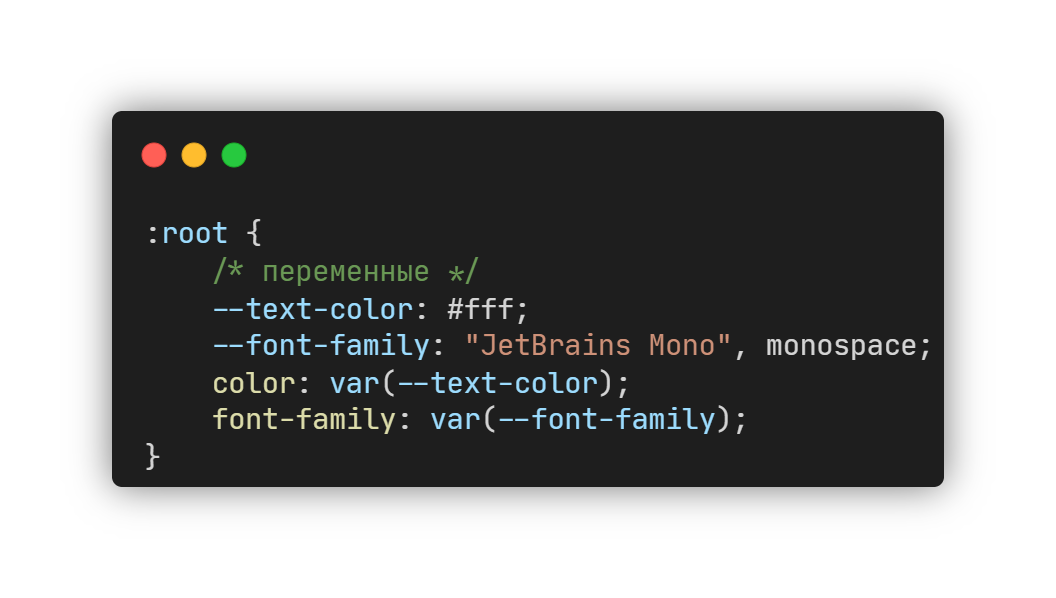 :root {
    /* переменные */
    --text-color: #fff;
    --font-family: "JetBrains Mono", monospace;
    color: var(--text-color);
    font-family: var(--font-family);
}